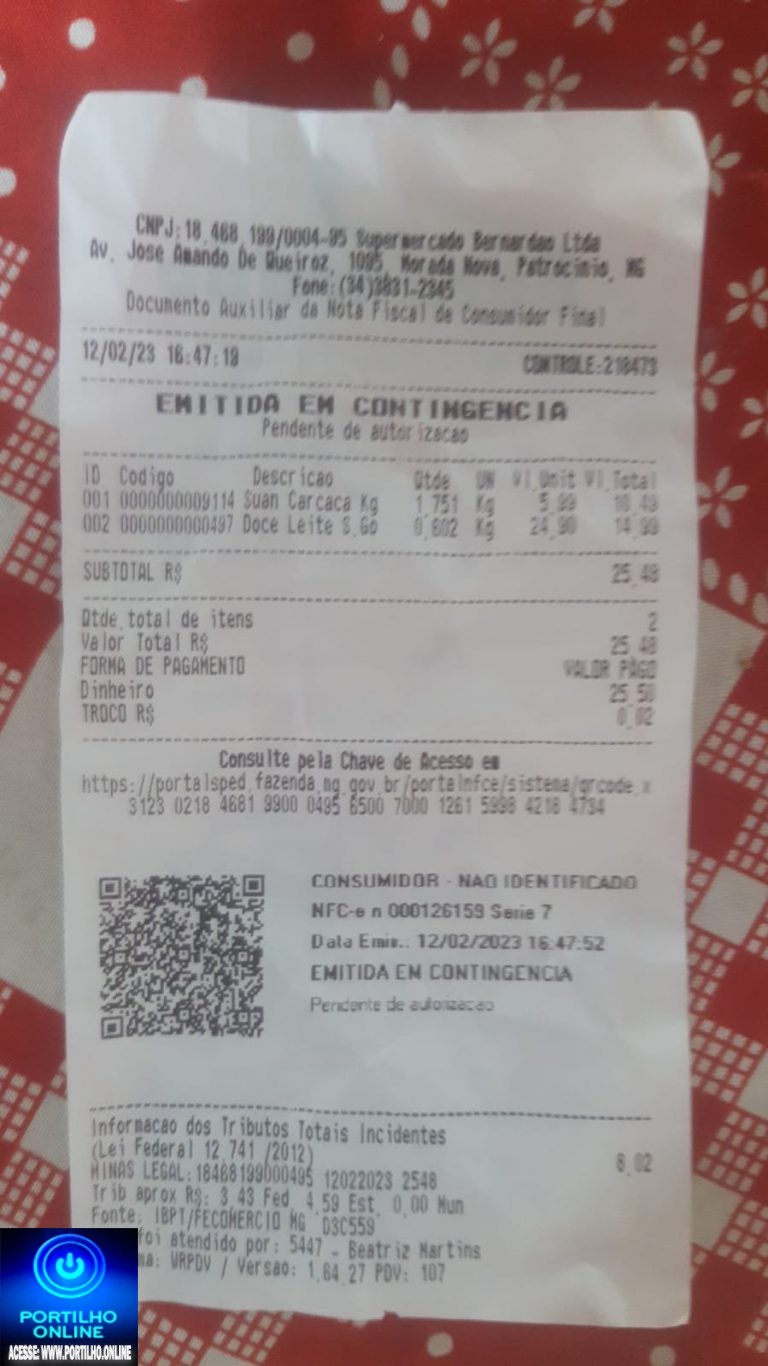 CNPJ:18.468.199/0004-95 Supermercado Bernardao Ltda
Av. Jose Amando De Queiroz, 1095, Morada Nova, Patrocinio, MG
Fone:(34)3831-2345
Documento Auxiliar da Nota Fiscal de Consumidor Final
12/02/23 16:47:19 CONTROLE:218473
EMITIDA EM CONTINGENCIA
Pendente de autorizacao
ID Codigo Descricao Qtde UN Vl.Unit Vl.Total
001 0000000009114 Suan Carcaca Kg 1,751 Kg 5,99 10,49
002 0000000000497 Doce Leite S.Go 0,602 Kg 24,90 14,99
SUBTOTAL R$ 25,48
Qtde.total de itens 2
Valor Total R$ 25,48
FORMA DE PAGAMENTO VALOR PAGO
Dinheiro 25,50
TROCO R$ 0,02
Consulte pela Chave de Acesso em
https://portalsped.fazenda.mg.gov.br/portalnfce/sistema/qrcode.x
3123 0218 4681 9900 0495 6500 7000 1261 5998 4218 4734
CONSUMIDOR - NAO IDENTIFICADO
NFC-e n 000126159 Serie 7
Data Emis.: 12/02/2023 16:47:52
EMITIDA EM CONTINGENCIA
Pendente de autorizacao
Informacao dos Tributos Totais Incidentes
(Lei Federal 12.741 /2012) 8,02
MINAS LEGAL:18468199000495 12022023 2548
Trib aprox R$: 3,43 Fed, 4,59 Est, 0,00 Mun
Fonte: IBPT/FECOMERCIO MG D3C559
foi atendido por: 5447 - Beatriz Martins
ma: WRPDV / Versao: 1.64.27 PDV: 107
PORTILHO
ONLINE
ACESSE: WWW.PORTILHO.ONLINE